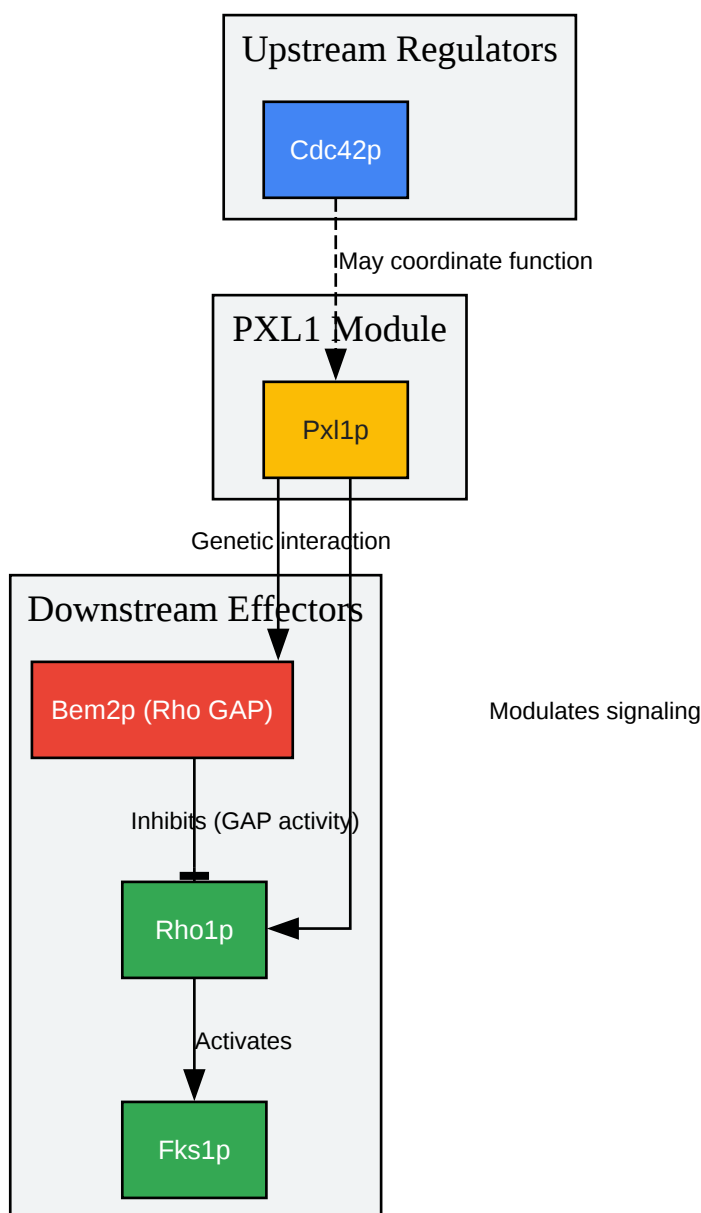 Upstream Regulators
Cdc42p
May coordinate function
PXL1 Module
Pxl1p
Genetic interaction
Downstream Effectors
Bem2p (Rho GAP)
Modulates signaling
Inhibits (GAP activity)
Rho1p
Activates
Fks1p